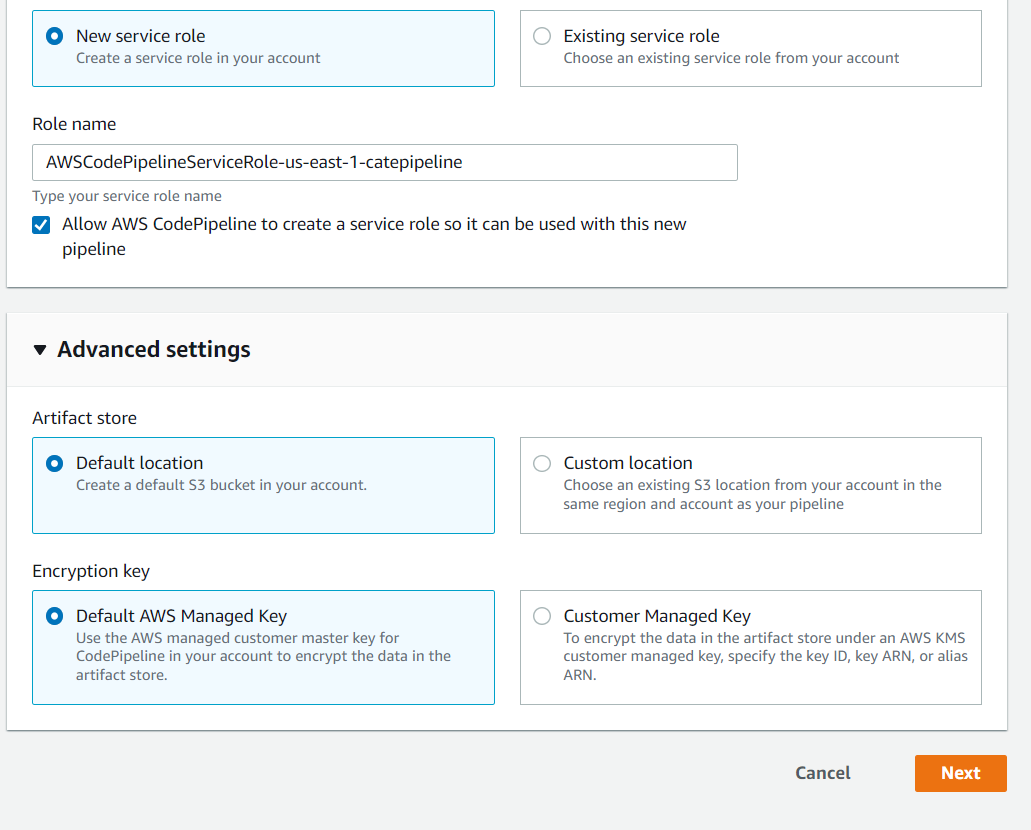 New service role
Create a service role in your account
Existing service role
Choose an existing service role from your account
Role name
AWSCodePipelineServiceRole-us-east-1-catepipeline
Type your service role name
Allow AWS CodePipeline to create a service role so it can be used with this new
pipeline
Advanced settings
Artifact store
Default location
Create a default S3 bucket in your account.
Custom location
Choose an existing S3 location from your account in the
same region and account as your pipeline
Encryption key
Default AWS Managed Key
Use the AWS managed customer master key for
CodePipeline in your account to encrypt the data in the
artifact store.
Customer Managed Key
To encrypt the data in the artifact store under an AWS KMS
customer managed key, specify the key ID, key ARN, or alias
ARN.
Cancel
Next